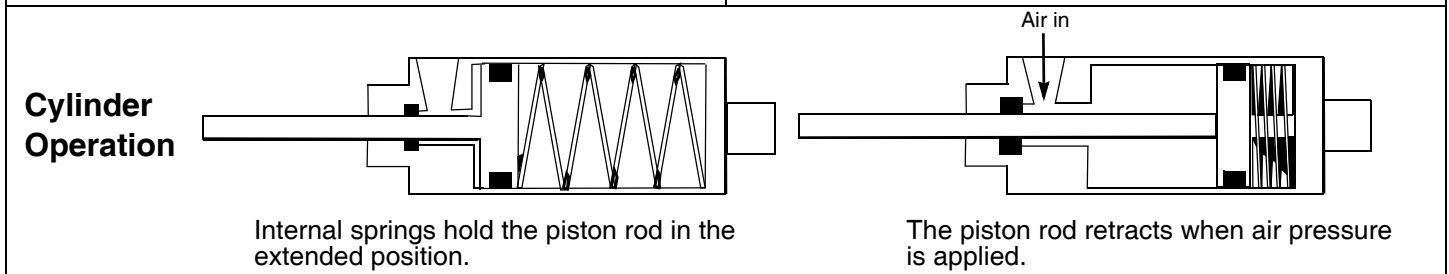 Air in
Cylinder
Operation
Internal springs hold the piston rod in the
extended position.
The piston rod retracts when air pressure
is applied.